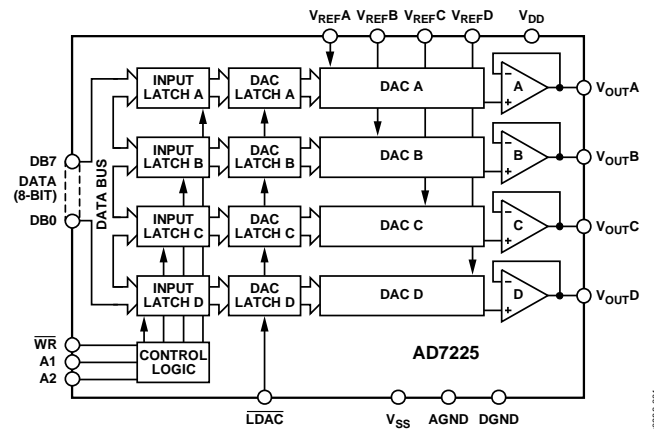 VREFA VREFB VREFC VREFD VDD
INPUT LATCH A
DAC LATCH A
DAC A
A
VOUTA
INPUT LATCH B
DAC LATCH B
DAC B
B
VOUTB
DB7
DATA (8-BIT)
DB0
DATA BUS
INPUT LATCH C
DAC LATCH C
DAC C
C
VOUTC
INPUT LATCH D
DAC LATCH D
DAC D
D
VOUTD
WR
A1
A2
CONTROL LOGIC
AD7225
LDAC
VSS
AGND
DGND